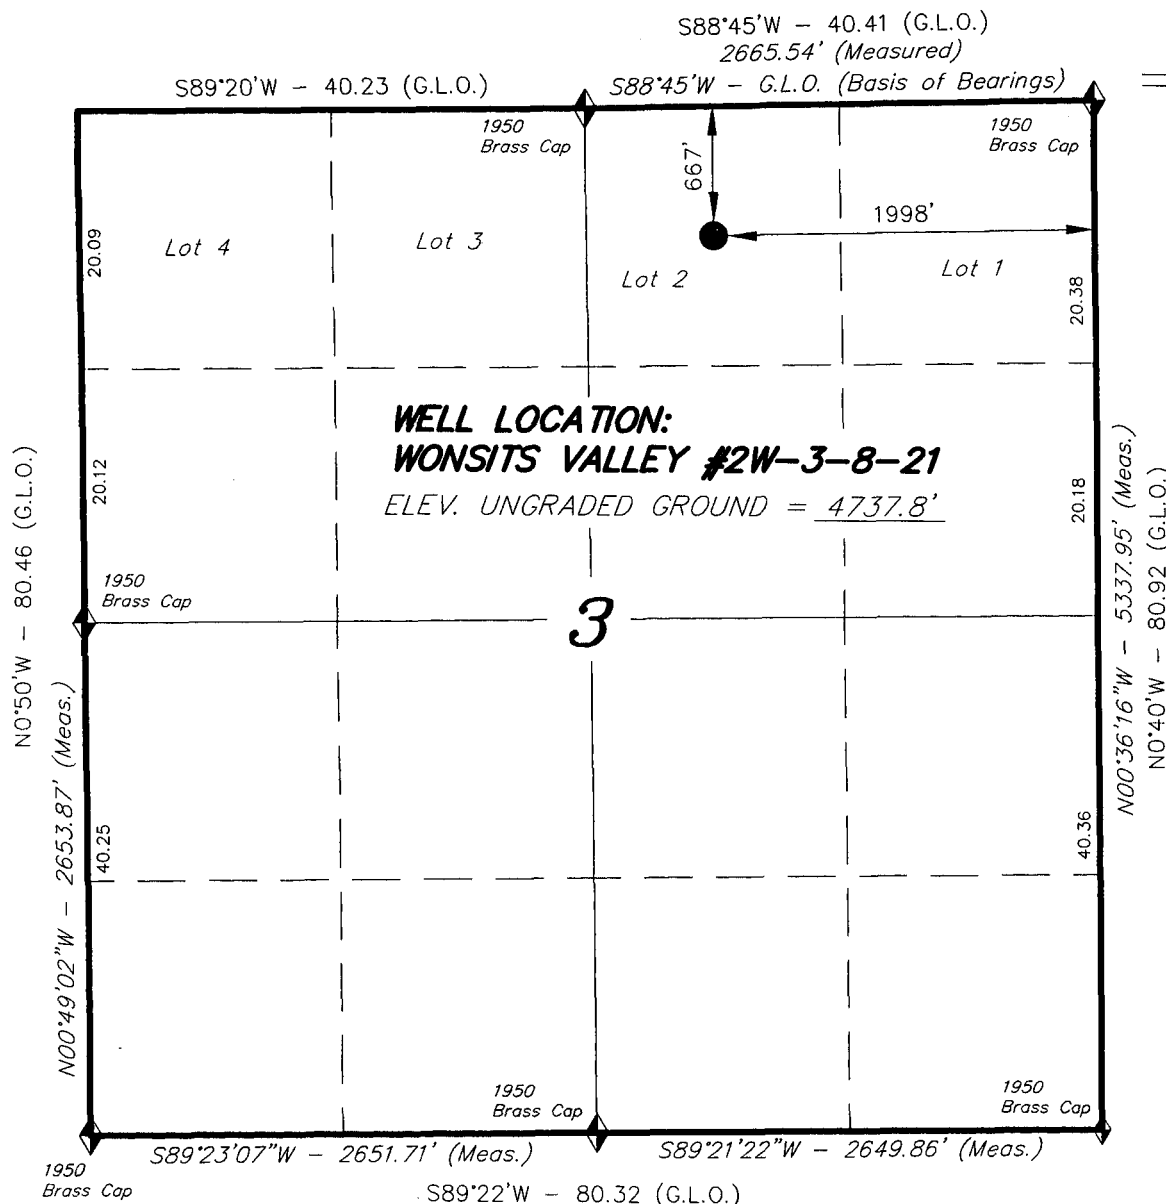 S88°45'W - 40.41 (G.L.O.)
2665.54' (Measured)
S89°20'W - 40.23 (G.L.O.)
S88°45'W - G.L.O. (Basis of Bearings)
1950
Brass Cap
1950
Brass Cap
667'
1998'
20.09
Lot 4
Lot 3
Lot 2
Lot 1
20.38
WELL LOCATION:
WONSITS VALLEY #2W-3-8-21
ELEV. UNGRADED GROUND = 4737.8'
N0°50'W - 80.46 (G.L.O.)
20.12
20.18
N00°36'16"W - 5337.95' (Meas.)
N0°40'W - 80.92 (G.L.O.)
1950
Brass Cap
3
N00°49'02"W - 2653.87' (Meas.)
40.25
40.36
1950
Brass Cap
1950
Brass Cap
S89°23'07"W - 2651.71' (Meas.)
S89°21'22"W - 2649.86' (Meas.)
1950
Brass Cap
S89°22'W - 80.32 (G.L.O.)